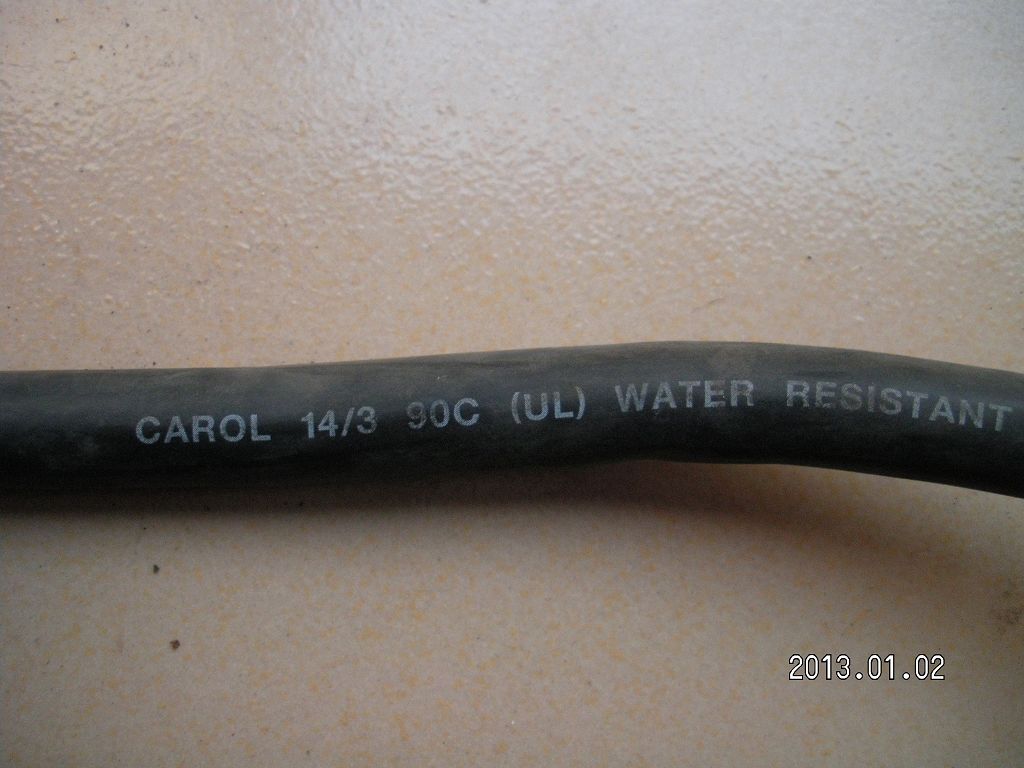 CAROL 14/3 90C (UL) WATER RESISTANT
2013.01.02